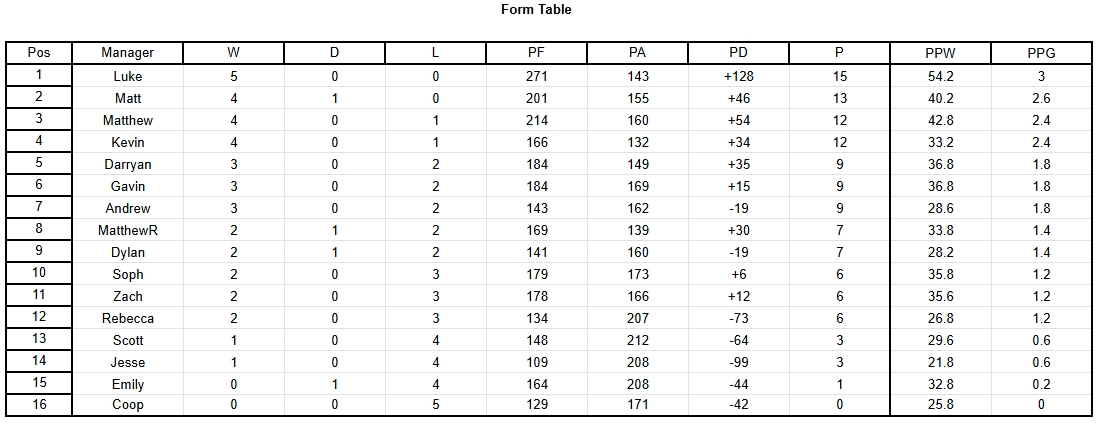 Form Table
Pos Manager W D L PF PA PD P PPW PPG
1 Luke 5 0 0 271 143 +128 15 54.2 3
2 Matt 4 1 0 201 155 +46 13 40.2 2.6
3 Matthew 4 0 1 214 160 +54 12 42.8 2.4
4 Kevin 4 0 1 166 132 +34 12 33.2 2.4
5 Darryan 3 0 2 184 149 +35 9 36.8 1.8
6 Gavin 3 0 2 184 169 +15 9 36.8 1.8
7 Andrew 3 0 2 143 162 -19 9 28.6 1.8
8 MatthewR 2 1 2 169 139 +30 7 33.8 1.4
9 Dylan 2 1 2 141 160 -19 7 28.2 1.4
10 Soph 2 0 3 179 173 +6 6 35.8 1.2
11 Zach 2 0 3 178 166 +12 6 35.6 1.2
12 Rebecca 2 0 3 134 207 -73 6 26.8 1.2
13 Scott 1 0 4 148 212 -64 3 29.6 0.6
14 Jesse 1 0 4 109 208 -99 3 21.8 0.6
15 Emily 0 1 4 164 208 -44 1 32.8 0.2
16 Coop 0 0 5 129 171 -42 0 25.8 0